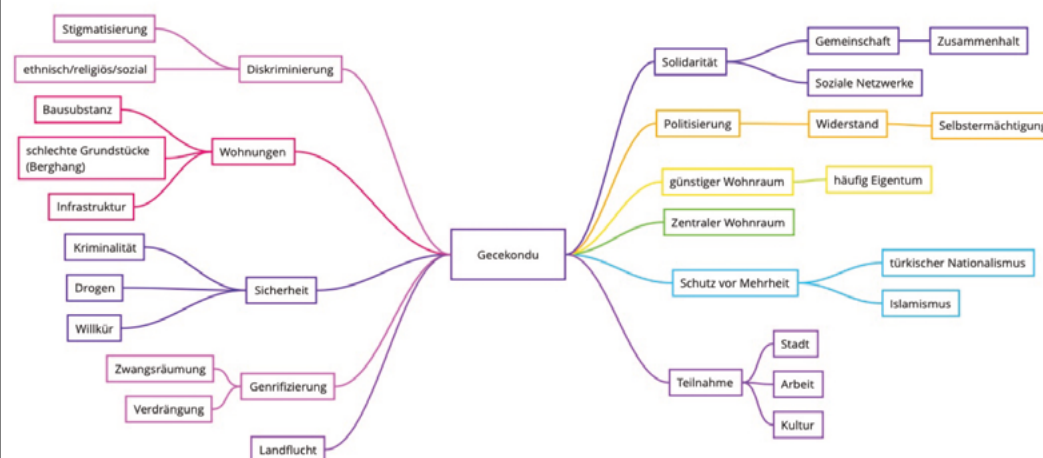 Stigmatisierung
ethnisch/religiös/sozial
Diskriminierung
Bausubstanz
schlechte Grundstücke
(Berghang)
Infrastruktur
Wohnungen
Kriminalität
Drogen
Willkür
Sicherheit
Zwangsräumung
Verdrängung
Genrifizierung
Landflucht
Gecekondu
Solidarität
Gemeinschaft
Zusammenhalt
Soziale Netzwerke
Politisierung
Widerstand
Selbstermächtigung
günstiger Wohnraum
häufig Eigentum
Zentraler Wohnraum
Schutz vor Mehrheit
türkischer Nationalismus
Islamismus
Teilnahme
Stadt
Arbeit
Kultur